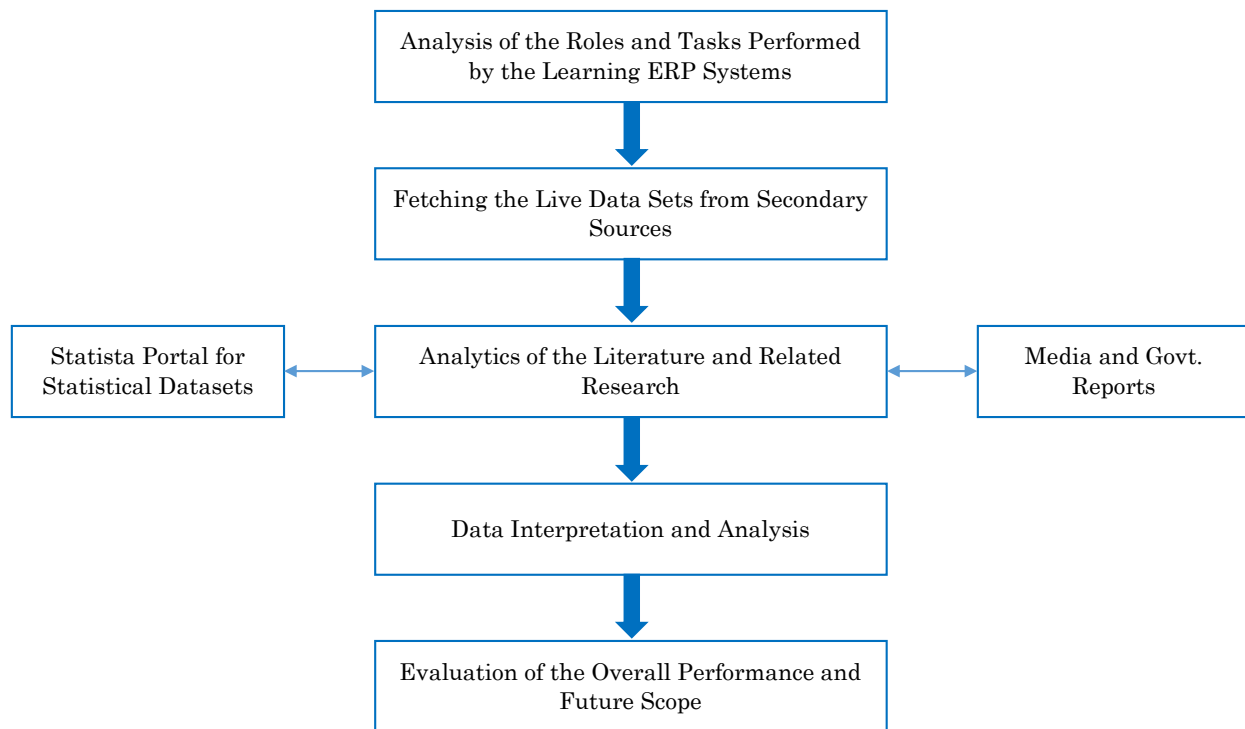 Analysis of the Roles and Tasks Performed
by the Learning ERP Systems
Fetching the Live Data Sets from Secondary
Sources
Statista Portal for
Statistical Datasets
Analytics of the Literature and Related
Research
Media and Govt.
Reports
Data Interpretation and Analysis
Evaluation of the Overall Performance and
Future Scope